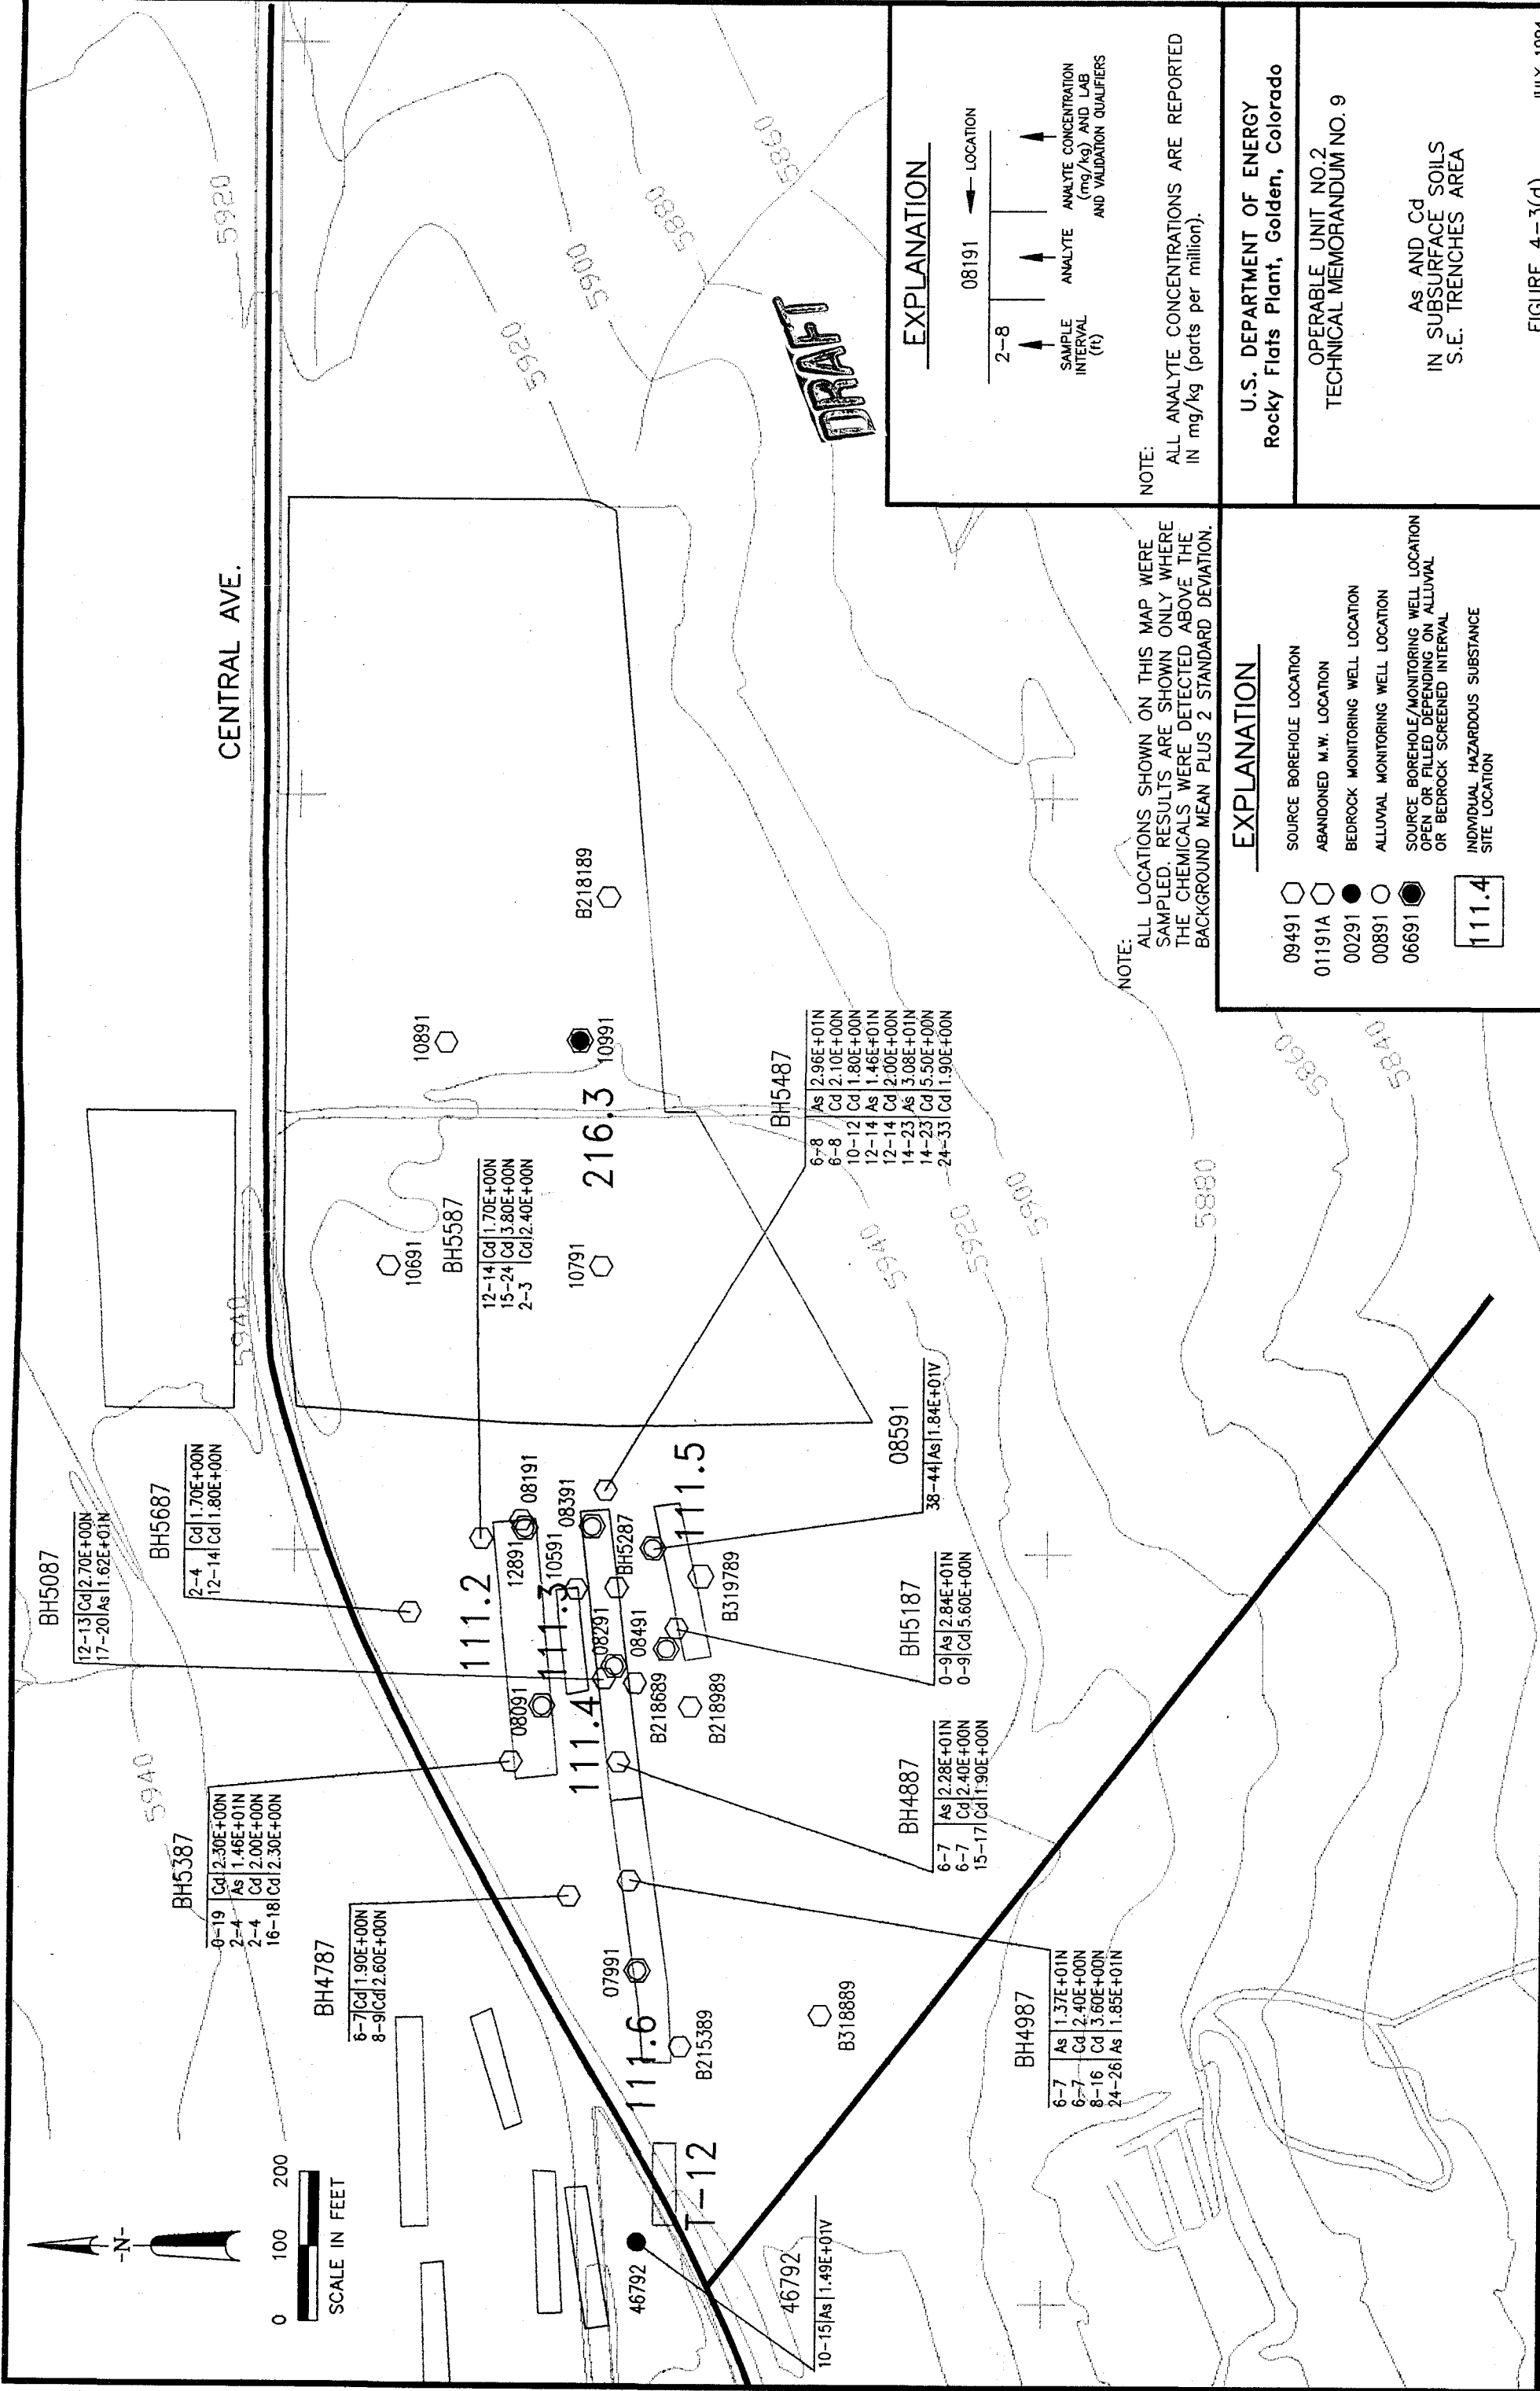 -N-
0 100 200
SCALE IN FEET
CENTRAL AVE.
5940
5940
5920
5920
5900
5880
5860
BH5087
12-13 Cd 2.70E+00N
17-20 As 1.62E+01N
BH5687
2-4 Cd 1.70E+00N
12-14 Cd 1.80E+00N
BH5387
0-19 Cd 2.30E+00N
2-4 As 1.46E+01N
2-4 Cd 2.00E+00N
16-18 Cd 2.30E+00N
BH4787
6-7 Cd 1.90E+00N
8-9 Cd 2.60E+00N
BH5587
12-14 Cd 1.70E+00N
15-24 Cd 3.80E+00N
2-3 Cd 2.40E+00N
10691
10891
10791
10991
216.3
B218189
111.2
12891
08191
08091
111.3
10591
08391
111.4
08291
BH5287
08491
111.5
B319789
B218689
B218989
07991
111.6
B215389
B318889
T-12
46792
46792
10-15 As 1.49E+01V
BH5487
6-8 As 2.96E+01N
6-8 Cd 2.10E+00N
10-12 Cd 1.80E+00N
12-14 As 1.46E+01N
12-14 Cd 2.00E+00N
14-23 As 3.08E+01N
14-23 Cd 5.50E+00N
24-33 Cd 1.90E+00N
08591
38-44 As 1.84E+01V
BH5187
0-9 As 2.84E+01N
0-9 Cd 5.60E+00N
BH4887
6-7 As 2.28E+01N
6-7 Cd 2.40E+00N
15-17 Cd 1.90E+00N
BH4987
6-7 As 1.37E+01N
6-7 Cd 2.40E+00N
8-16 Cd 3.60E+00N
24-26 As 1.85E+01N
5940
5920
5900
5880
5860
5840
DRAFT
EXPLANATION
08191 LOCATION
2-8
SAMPLE INTERVAL (ft)
ANALYTE
ANALYTE CONCENTRATION (mg/kg) AND LAB AND VALIDATION QUALIFIERS
NOTE:
ALL ANALYTE CONCENTRATIONS ARE REPORTED
IN mg/kg (parts per million).
NOTE:
ALL LOCATIONS SHOWN ON THIS MAP WERE
SAMPLED. RESULTS ARE SHOWN ONLY WHERE
THE CHEMICALS WERE DETECTED ABOVE THE
BACKGROUND MEAN PLUS 2 STANDARD DEVIATION.
EXPLANATION
09491 SOURCE BOREHOLE LOCATION
01191A ABANDONED M.W. LOCATION
00291 BEDROCK MONITORING WELL LOCATION
00891 ALLUVIAL MONITORING WELL LOCATION
06691 SOURCE BOREHOLE/MONITORING WELL LOCATION
OPEN OR FILLED DEPENDING ON ALLUVIAL
OR BEDROCK SCREENED INTERVAL
111.4 INDIVIDUAL HAZARDOUS SUBSTANCE
SITE LOCATION
U.S. DEPARTMENT OF ENERGY
Rocky Flats Plant, Golden, Colorado
OPERABLE UNIT NO.2
TECHNICAL MEMORANDUM NO. 9
As AND Cd
IN SUBSURFACE SOILS
S.E. TRENCHES AREA
FIGURE 4-3(d)